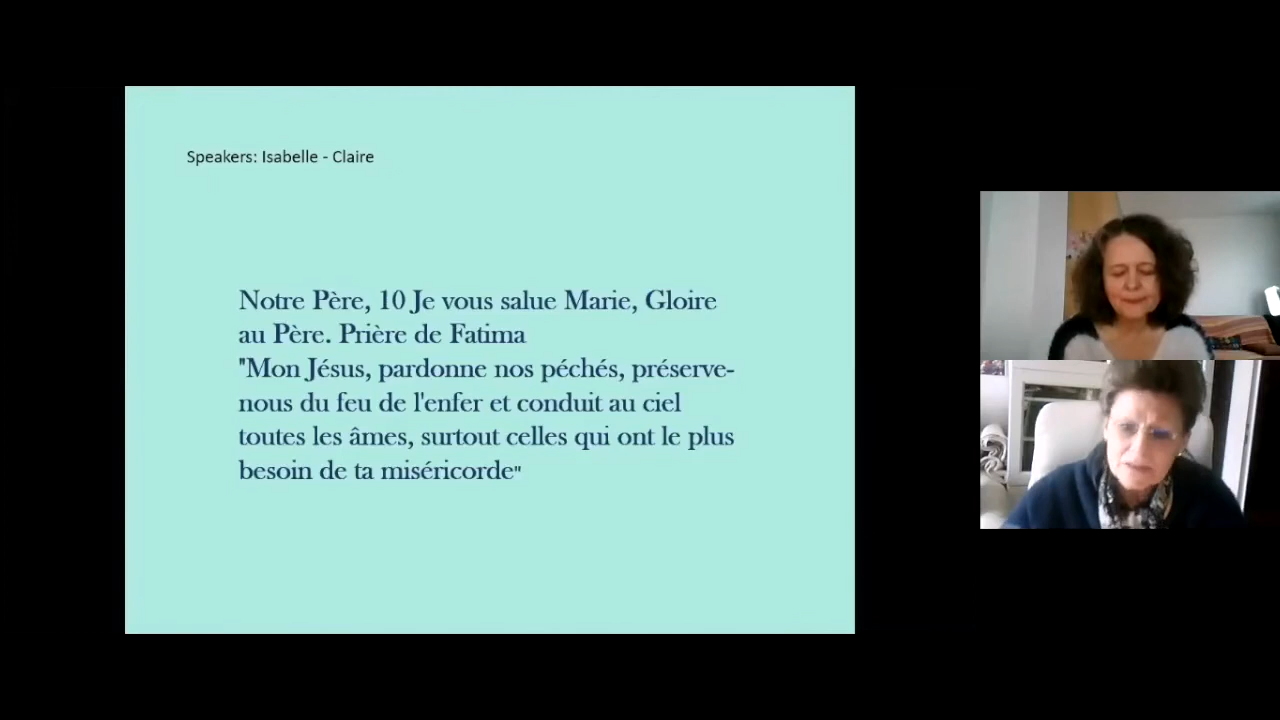 Speakers: Isabelle - Claire
Notre Père, 10 Je vous salue Marie, Gloire
au Père. Prière de Fatima
"Mon Jésus, pardonne nos péchés, préserve-
nous du feu de l'enfer et conduit au ciel
toutes les âmes, surtout celles qui ont le plus
besoin de ta miséricorde"